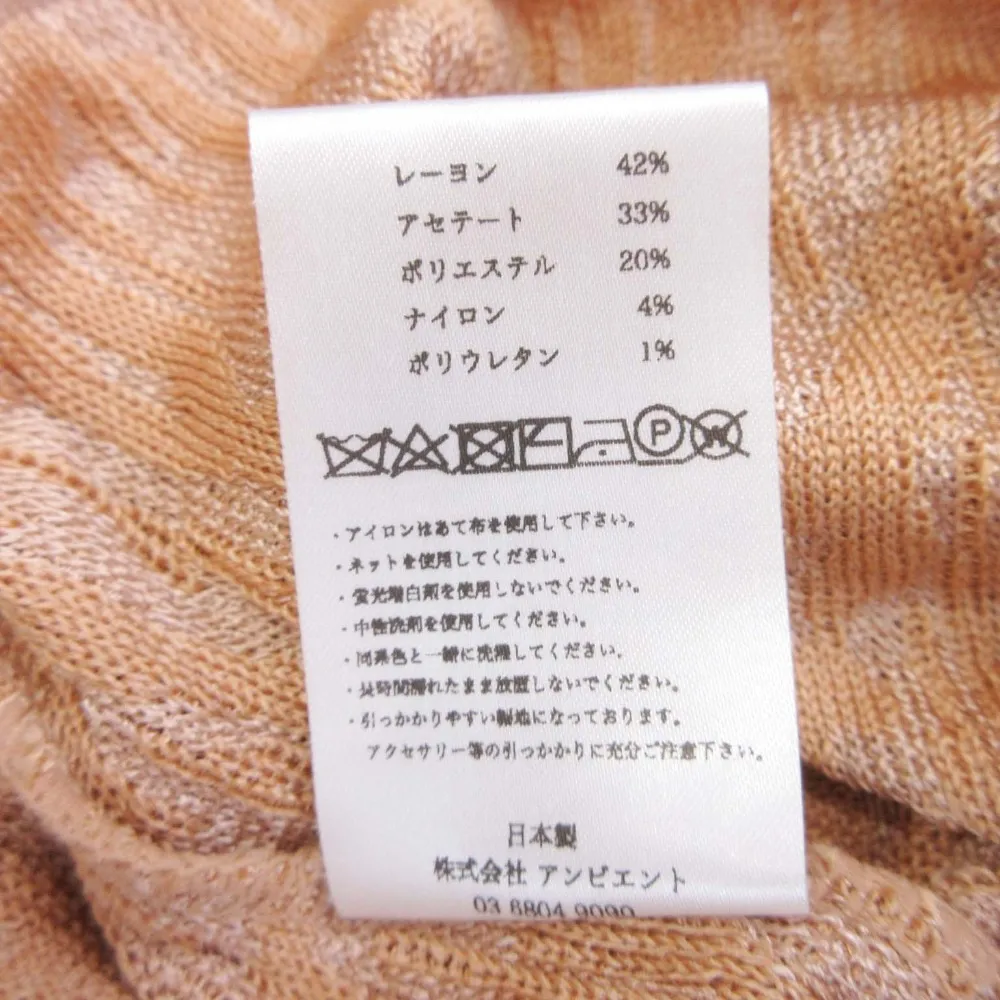 レーヨン 42%
アセテート 33%
ポリエステル 20%
ナイロン 4%
ポリウレタン 1%
P
W
・アイロンはあて布を使用して下さい。
・ネットを使用してください。
・蛍光増白剤を使用しないでください。
・中性洗剤を使用してください。
・同系色と一緒に洗濯してください。
・長時間濡れたまま放置しないでください。
・引っかかりやすい編地になっております。
アクセサリー等の引っかかりに充分ご注意下さい。
日本製
株式会社 アンビエント
03 6804 9090